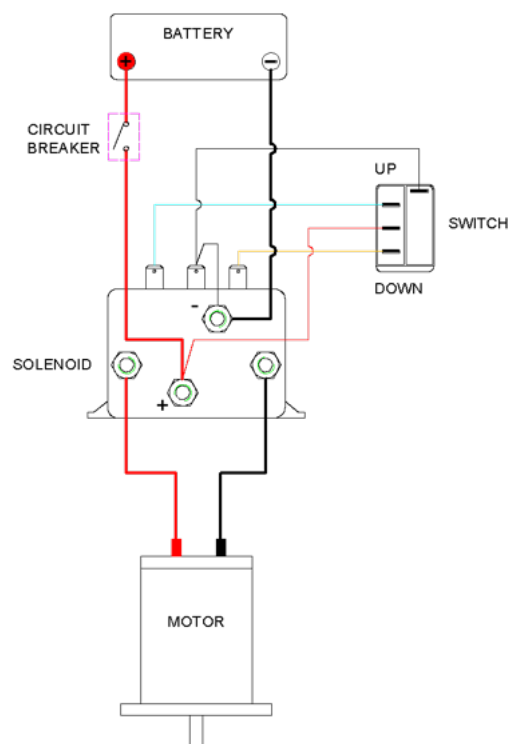 BATTERY
+
−
CIRCUIT
BREAKER
UP
SWITCH
DOWN
-
SOLENOID
+
MOTOR